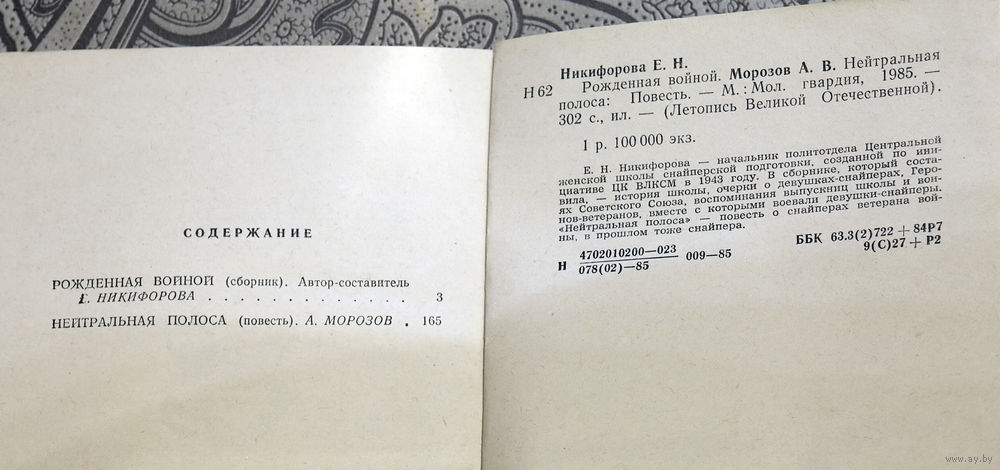 СОДЕРЖАНИЕ
РОЖДЕННАЯ ВОЙНОЙ (сборник). Автор-составитель
Е. НИКИФОРОВА . . . . . . . . . . . . . 3
НЕЙТРАЛЬНАЯ ПОЛОСА (повесть). А. МОРОЗОВ . 165
Никифорова Е. Н.
Н 62 Рожденная войной. Морозов А. В. Нейтральная
полоса: Повесть. — М.: Мол. гвардия, 1985. —
302 с., ил. — (Летопись Великой Отечественной).
1 р. 100 000 экз.
Е. Н. Никифорова — начальник политотдела Центральной
женской школы снайперской подготовки, созданной по ини-
циативе ЦК ВЛКСМ в 1943 году. В сборнике, который соста-
вила, — история школы, очерки о девушках-снайперах, Геро-
ях Советского Союза, воспоминания выпускниц школы и вои-
нов-ветеранов, вместе с которыми воевали девушки-снайперы.
«Нейтральная полоса» — повесть о снайперах ветерана вой-
ны, в прошлом тоже снайпера.
Н 4702010200—023 009—85
078(02)—85
ББК 63.3(2)722 + 84Р7
9(С)27 + Р2
www.ay.by